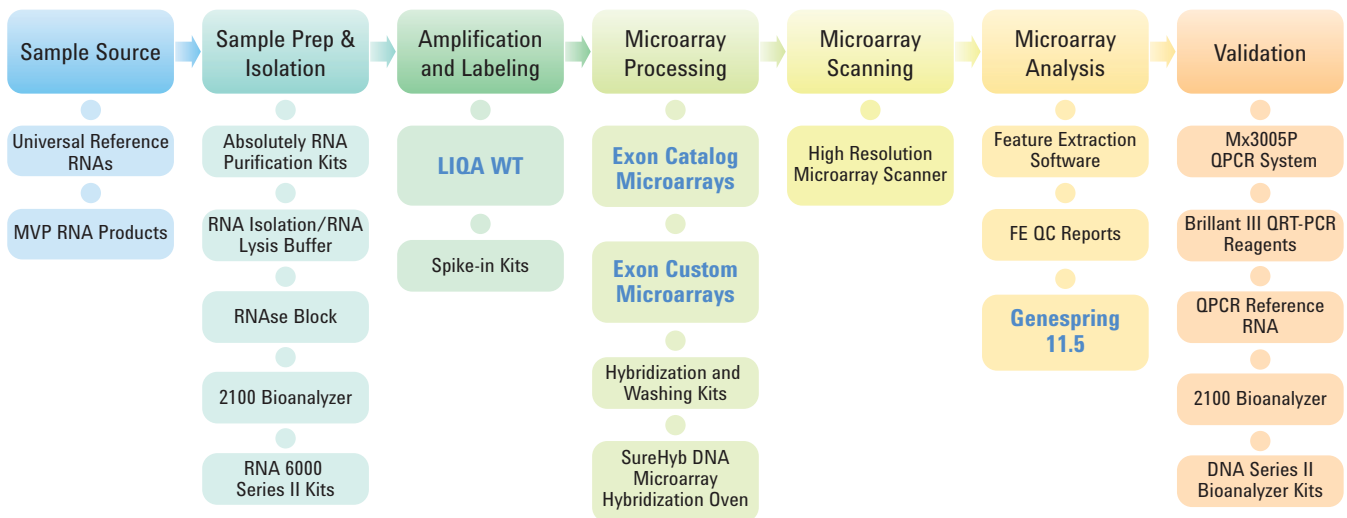 Sample Source
Sample Prep &
Isolation
Amplification
and Labeling
Microarray
Processing
Microarray
Scanning
Microarray
Analysis
Validation
Universal Reference
RNAs
MVP RNA Products
Absolutely RNA
Purification Kits
RNA Isolation/RNA
Lysis Buffer
RNAse Block
2100 Bioanalyzer
RNA 6000
Series II Kits
LIQA WT
Spike-in Kits
Exon Catalog
Microarrays
Exon Custom
Microarrays
Hybridization and
Washing Kits
SureHyb DNA
Microarray
Hybridization Oven
High Resolution
Microarray Scanner
Feature Extraction
Software
FE QC Reports
Genespring
11.5
Mx3005P
QPCR System
Brillant III QRT-PCR
Reagents
QPCR Reference
RNA
2100 Bioanalyzer
DNA Series II
Bioanalyzer Kits